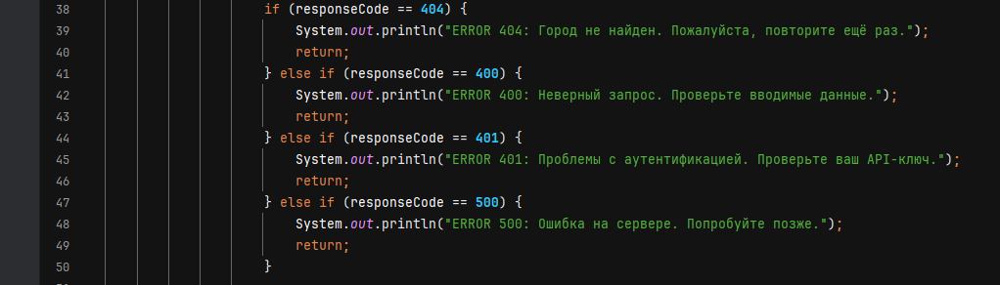 38 if (responseCode == 404) {
39 System.out.println("ERROR 404: Город не найден. Пожалуйста, повторите ещё раз.");
40 return;
41 } else if (responseCode == 400) {
42 System.out.println("ERROR 400: Неверный запрос. Проверьте вводимые данные.");
43 return;
44 } else if (responseCode == 401) {
45 System.out.println("ERROR 401: Проблемы с аутентификацией. Проверьте ваш API-ключ.");
46 return;
47 } else if (responseCode == 500) {
48 System.out.println("ERROR 500: Ошибка на сервере. Попробуйте позже.");
49 return;
50 }